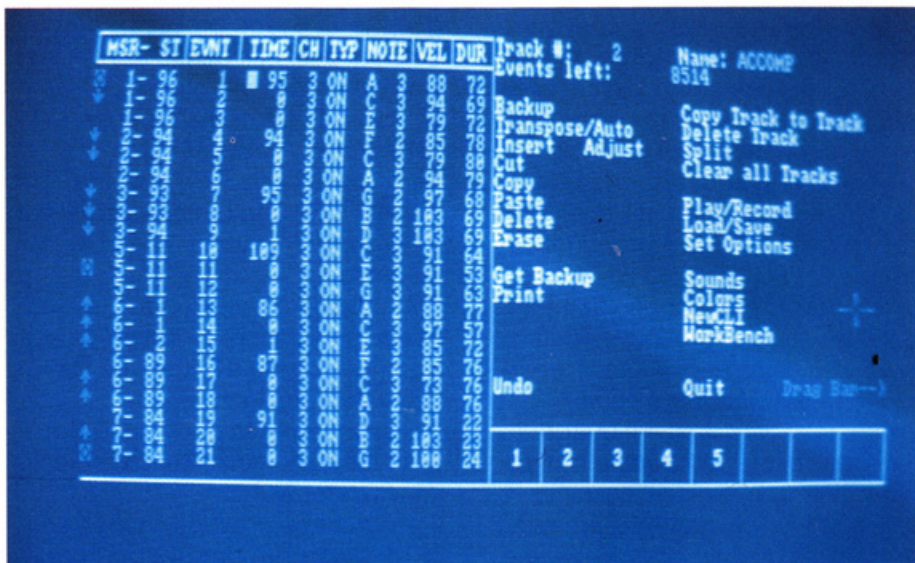 MSR- ST EVNT TIME CH TYP NOTE VEL DUR
1- 96 1 95 3 ON A 3 88 72
1- 96 2 0 3 ON C 3 94 69
1- 96 3 0 3 ON E 3 79 72
2- 94 4 94 3 ON F 2 85 78
2- 94 5 0 3 ON C 3 79 80
2- 94 6 0 3 ON A 2 94 79
3- 93 7 95 3 ON G 2 97 68
3- 93 8 0 3 ON B 2 103 69
3- 94 9 1 3 ON D 3 103 69
5- 11 10 109 3 ON C 3 91 64
5- 11 11 0 3 ON E 3 91 53
5- 11 12 0 3 ON G 3 91 63
6- 1 13 86 3 ON A 2 88 77
6- 1 14 0 3 ON C 3 97 57
6- 2 15 1 3 ON E 3 85 72
6- 89 16 87 3 ON F 2 85 76
6- 89 17 0 3 ON C 3 73 76
6- 89 18 0 3 ON A 2 88 76
7- 84 19 91 3 ON D 3 91 22
7- 84 20 0 3 ON B 2 103 23
7- 84 21 0 3 ON G 2 100 24
Track #: 2 Name: ACCOMP
Events left: 8514
Backup
Transpose/Auto
Insert Adjust
Cut
Copy
Paste
Delete
Erase
Get Backup
Print
Undo
Copy Track to Track
Delete Track
Split
Clear all Tracks
Play/Record
Load/Save
Set Options
Sounds
Colors
NewCLI
WorkBench
Quit Drag Bar-->
1 2 3 4 5